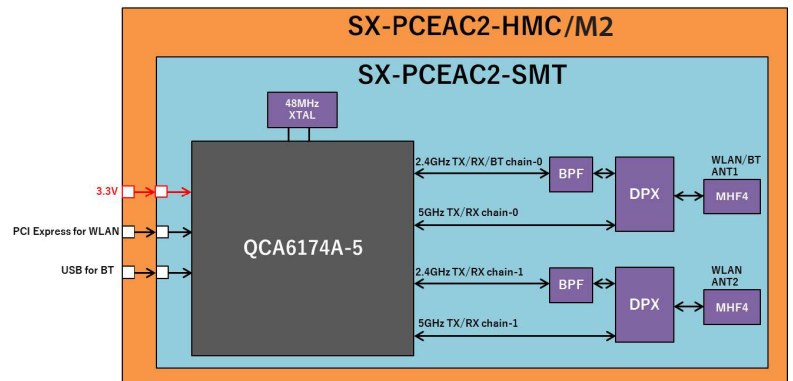 SX-PCEAC2-HMC/M2
SX-PCEAC2-SMT
48MHz
XTAL
2.4GHz TX/RX/BT chain-0
BPF
DPX
WLAN/BT
ANT1
MHF4
3.3V
5GHz TX/RX chain-0
PCI Express for WLAN
QCA6174A-5
USB for BT
2.4GHz TX/RX chain-1
BPF
DPX
WLAN
ANT2
MHF4
5GHz TX/RX chain-1